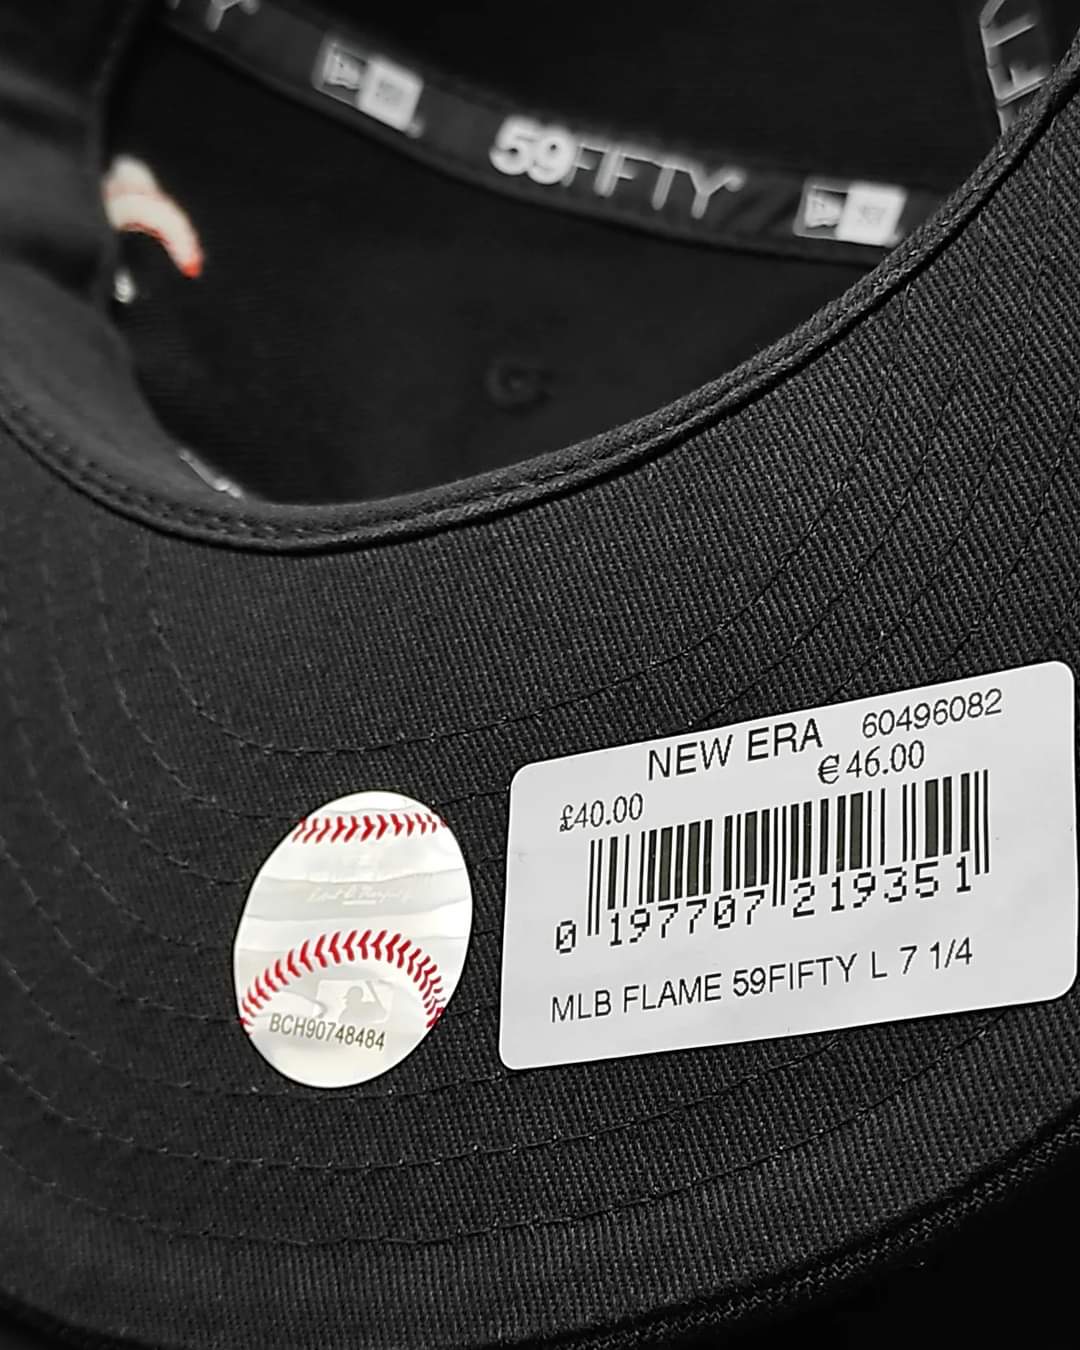 59FIFTY
NEW ERA 60496082
€46.00
£40.00
0 197707 219351
MLB FLAME 59FIFTY L 7 1/4
BCH90748484